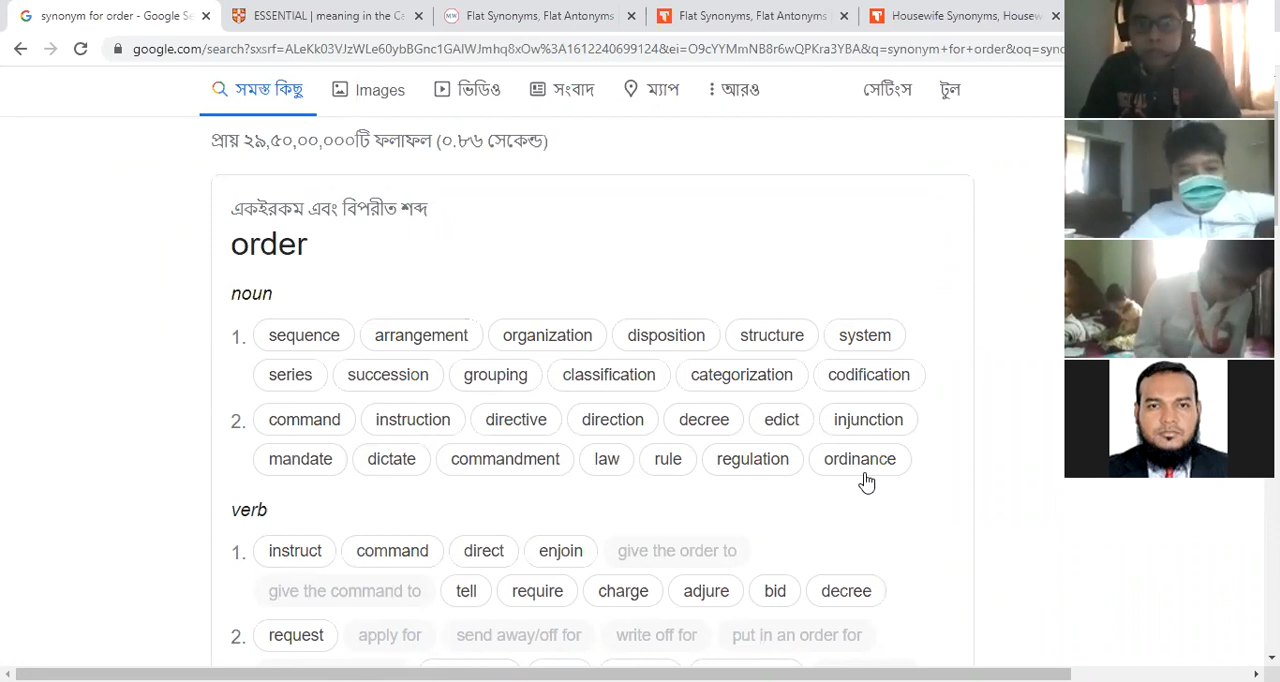 synonym for order - Google Se
ESSENTIAL | meaning in the Ca
Flat Synonyms, Flat Antonyms
Flat Synonyms, Flat Antonyms
Housewife Synonyms, Housew
google.com/search?sxsrf=ALeKk03VJzWLe60ybBGnc1GAIWJmhq8xOw%3A1612240699124&ei=O9cYYMmNB8r6wQPKra3YBA&q=synonym+for+order&oq=syno
সমস্ত কিছু Images ভিডিও সংবাদ ম্যাপ আরও সেটিংস টুল
প্রায় ২৯,৫০,০০,০০০টি ফলাফল (০.৮৬ সেকেন্ড)
একইরকম এবং বিপরীত শব্দ
order
noun
1. sequence arrangement organization disposition structure system
series succession grouping classification categorization codification
2. command instruction directive direction decree edict injunction
mandate dictate commandment law rule regulation ordinance
verb
1. instruct command direct enjoin give the order to
give the command to tell require charge adjure bid decree
2. request apply for send away/off for write off for put in an order for